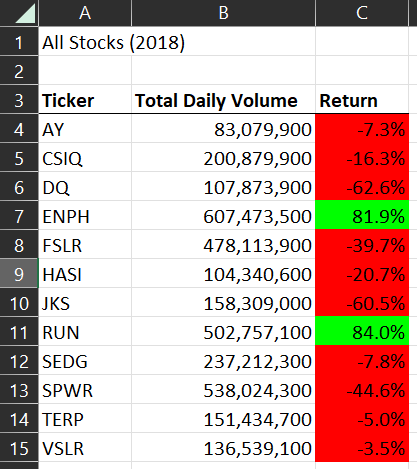 A B C
1 All Stocks (2018)
2
3 Ticker Total Daily Volume Return
4 AY 83,079,900 -7.3%
5 CSIQ 200,879,900 -16.3%
6 DQ 107,873,900 -62.6%
7 ENPH 607,473,500 81.9%
8 FSLR 478,113,900 -39.7%
9 HASI 104,340,600 -20.7%
10 JKS 158,309,000 -60.5%
11 RUN 502,757,100 84.0%
12 SEDG 237,212,300 -7.8%
13 SPWR 538,024,300 -44.6%
14 TERP 151,434,700 -5.0%
15 VSLR 136,539,100 -3.5%